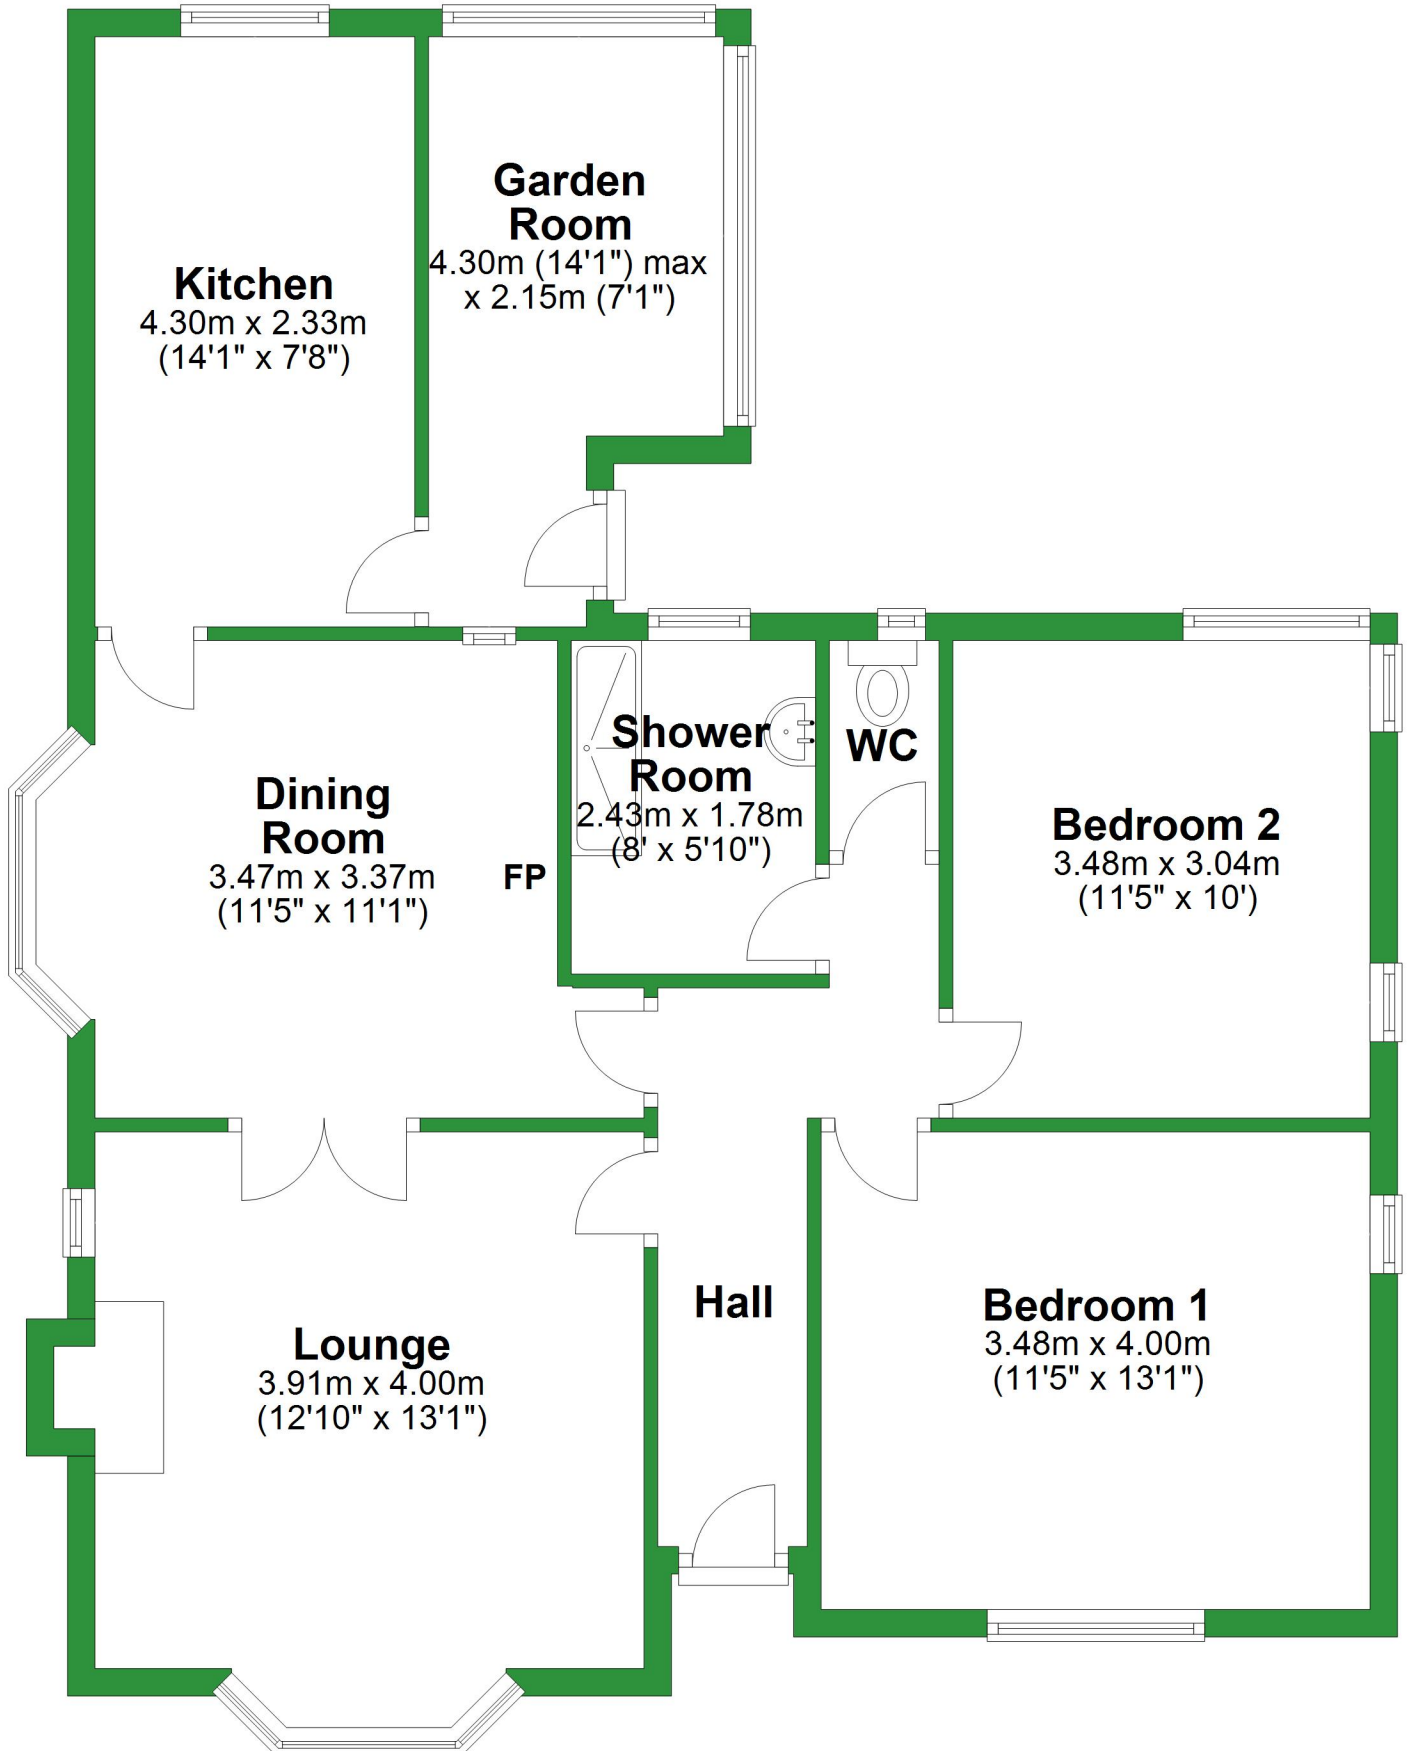 Garden
Room
4.30m (14'1") max
x 2.15m (7'1")
Kitchen
4.30m x 2.33m
(14'1" x 7'8")
Shower
Room
2.43m x 1.78m
(8' x 5'10")
WC
Dining
Room
3.47m x 3.37m
(11'5" x 11'1")
FP
Bedroom 2
3.48m x 3.04m
(11'5" x 10')
Hall
Bedroom 1
3.48m x 4.00m
(11'5" x 13'1")
Lounge
3.91m x 4.00m
(12'10" x 13'1")